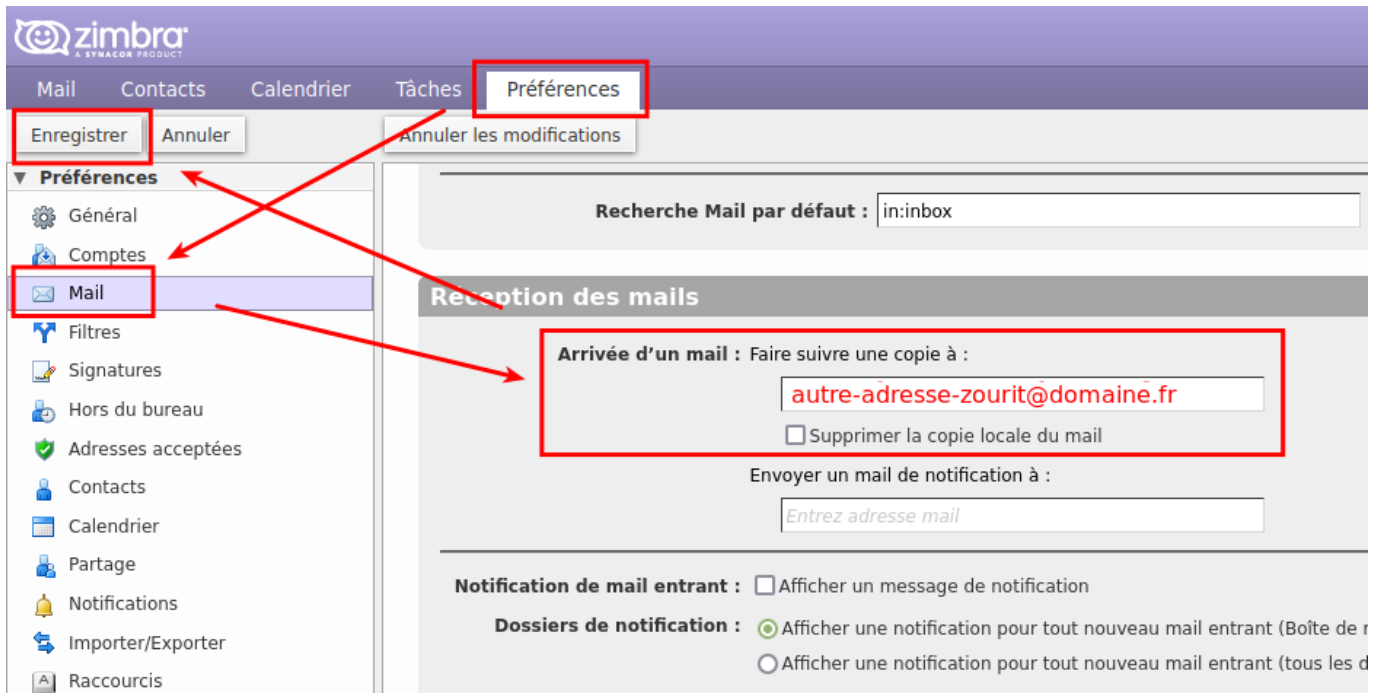 zimbra
A SYNACOR PRODUCT
Mail Contacts Calendrier Tâches Préférences
Enregistrer Annuler Annuler les modifications
Préférences
Général
Comptes
Mail
Filtres
Signatures
Hors du bureau
Adresses acceptées
Contacts
Calendrier
Partage
Notifications
Importer/Exporter
Raccourcis
Recherche Mail par défaut : in:inbox
Réception des mails
Arrivée d’un mail : Faire suivre une copie à :
autre-adresse-zourit@domaine.fr
Supprimer la copie locale du mail
Envoyer un mail de notification à :
Entrez adresse mail
Notification de mail entrant : Afficher un message de notification
Dossiers de notification : Afficher une notification pour tout nouveau mail entrant (Boîte de
Afficher une notification pour tout nouveau mail entrant (tous les